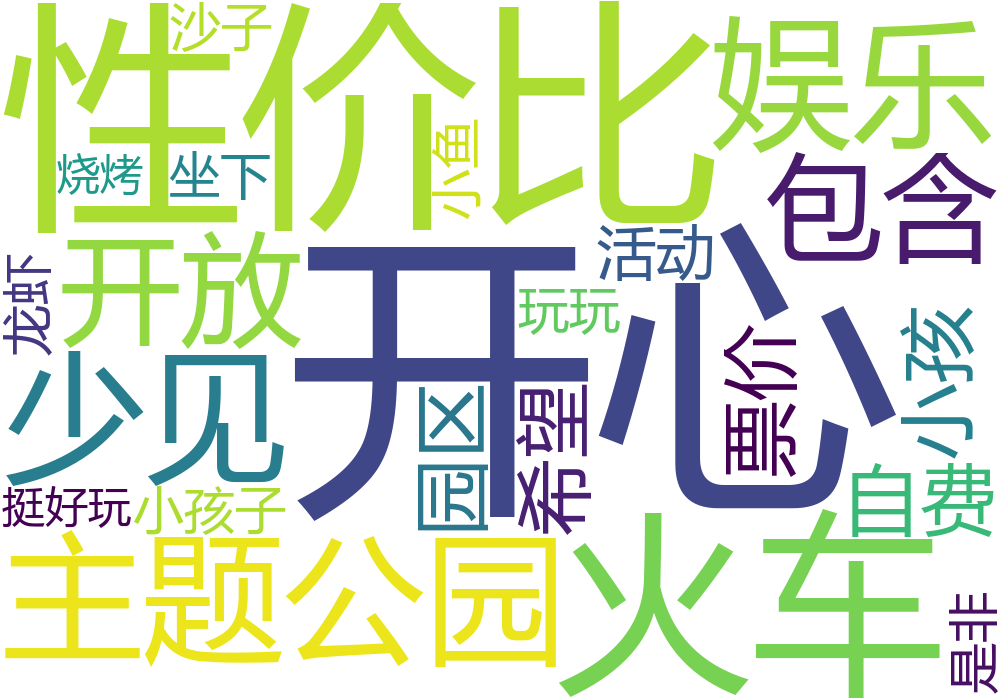 沙子
性价比
娱乐
烧烤
坐下
小鱼
包含
开放
活动
龙虾
开心
玩玩
票价
小孩
少见
园区
希望
挺好玩
小孩子
自费
主题公园
火车
是非